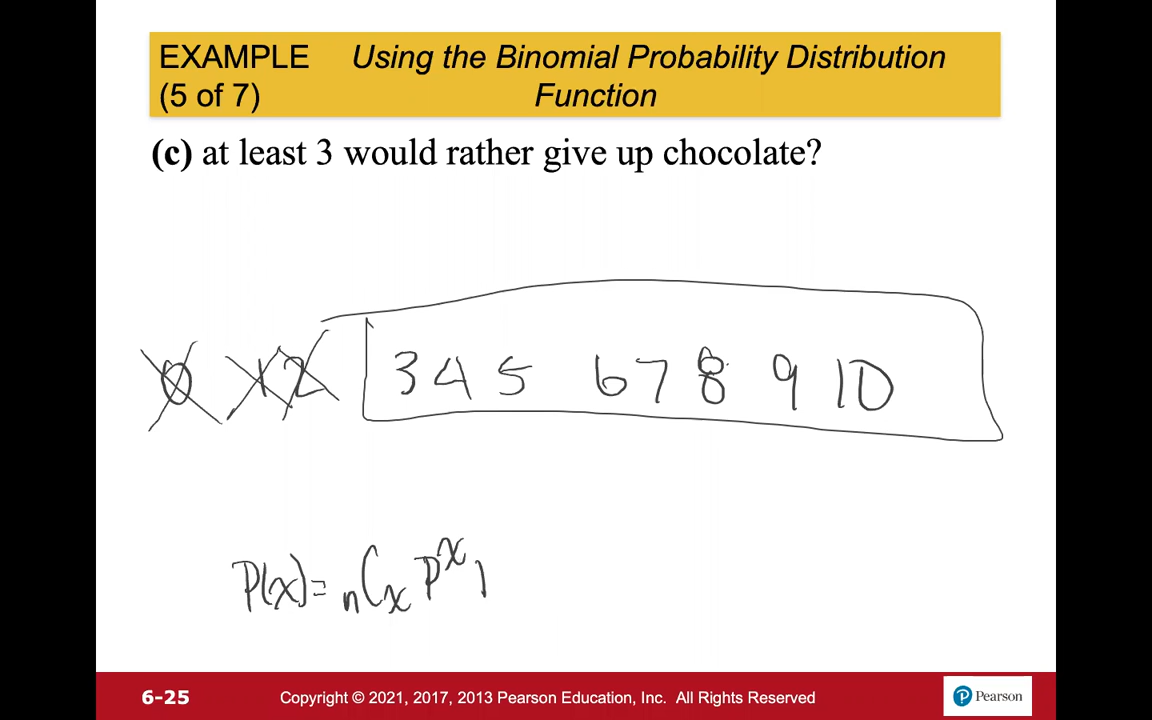 EXAMPLE Using the Binomial Probability Distribution
(5 of 7) Function
(c) at least 3 would rather give up chocolate?
0 1 2 3 4 5 6 7 8 9 10
P(x) = nCx p^x
6-25 Copyright © 2021, 2017, 2013 Pearson Education, Inc. All Rights Reserved Pearson